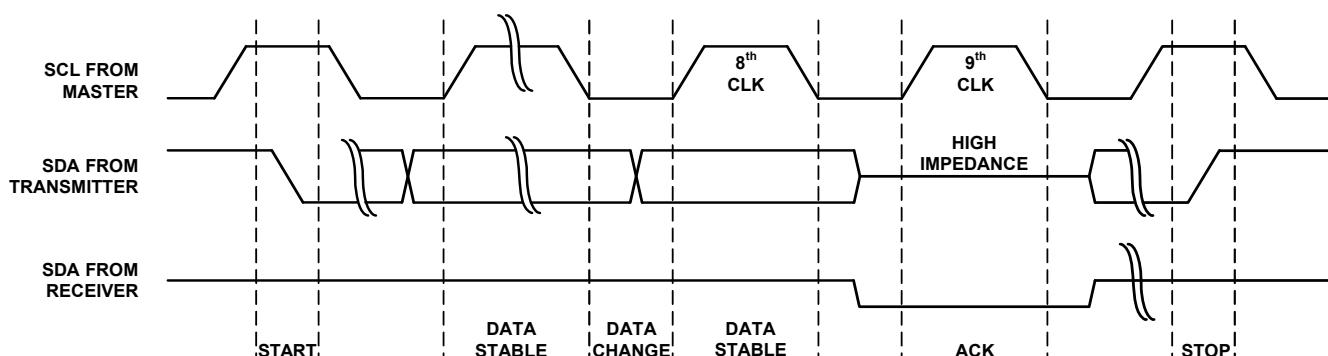 SCL FROM
MASTER
8th
CLK
9th
CLK
SDA FROM
TRANSMITTER
HIGH
IMPEDANCE
SDA FROM
RECEIVER
START
DATA
STABLE
DATA
CHANGE
DATA
STABLE
ACK
STOP